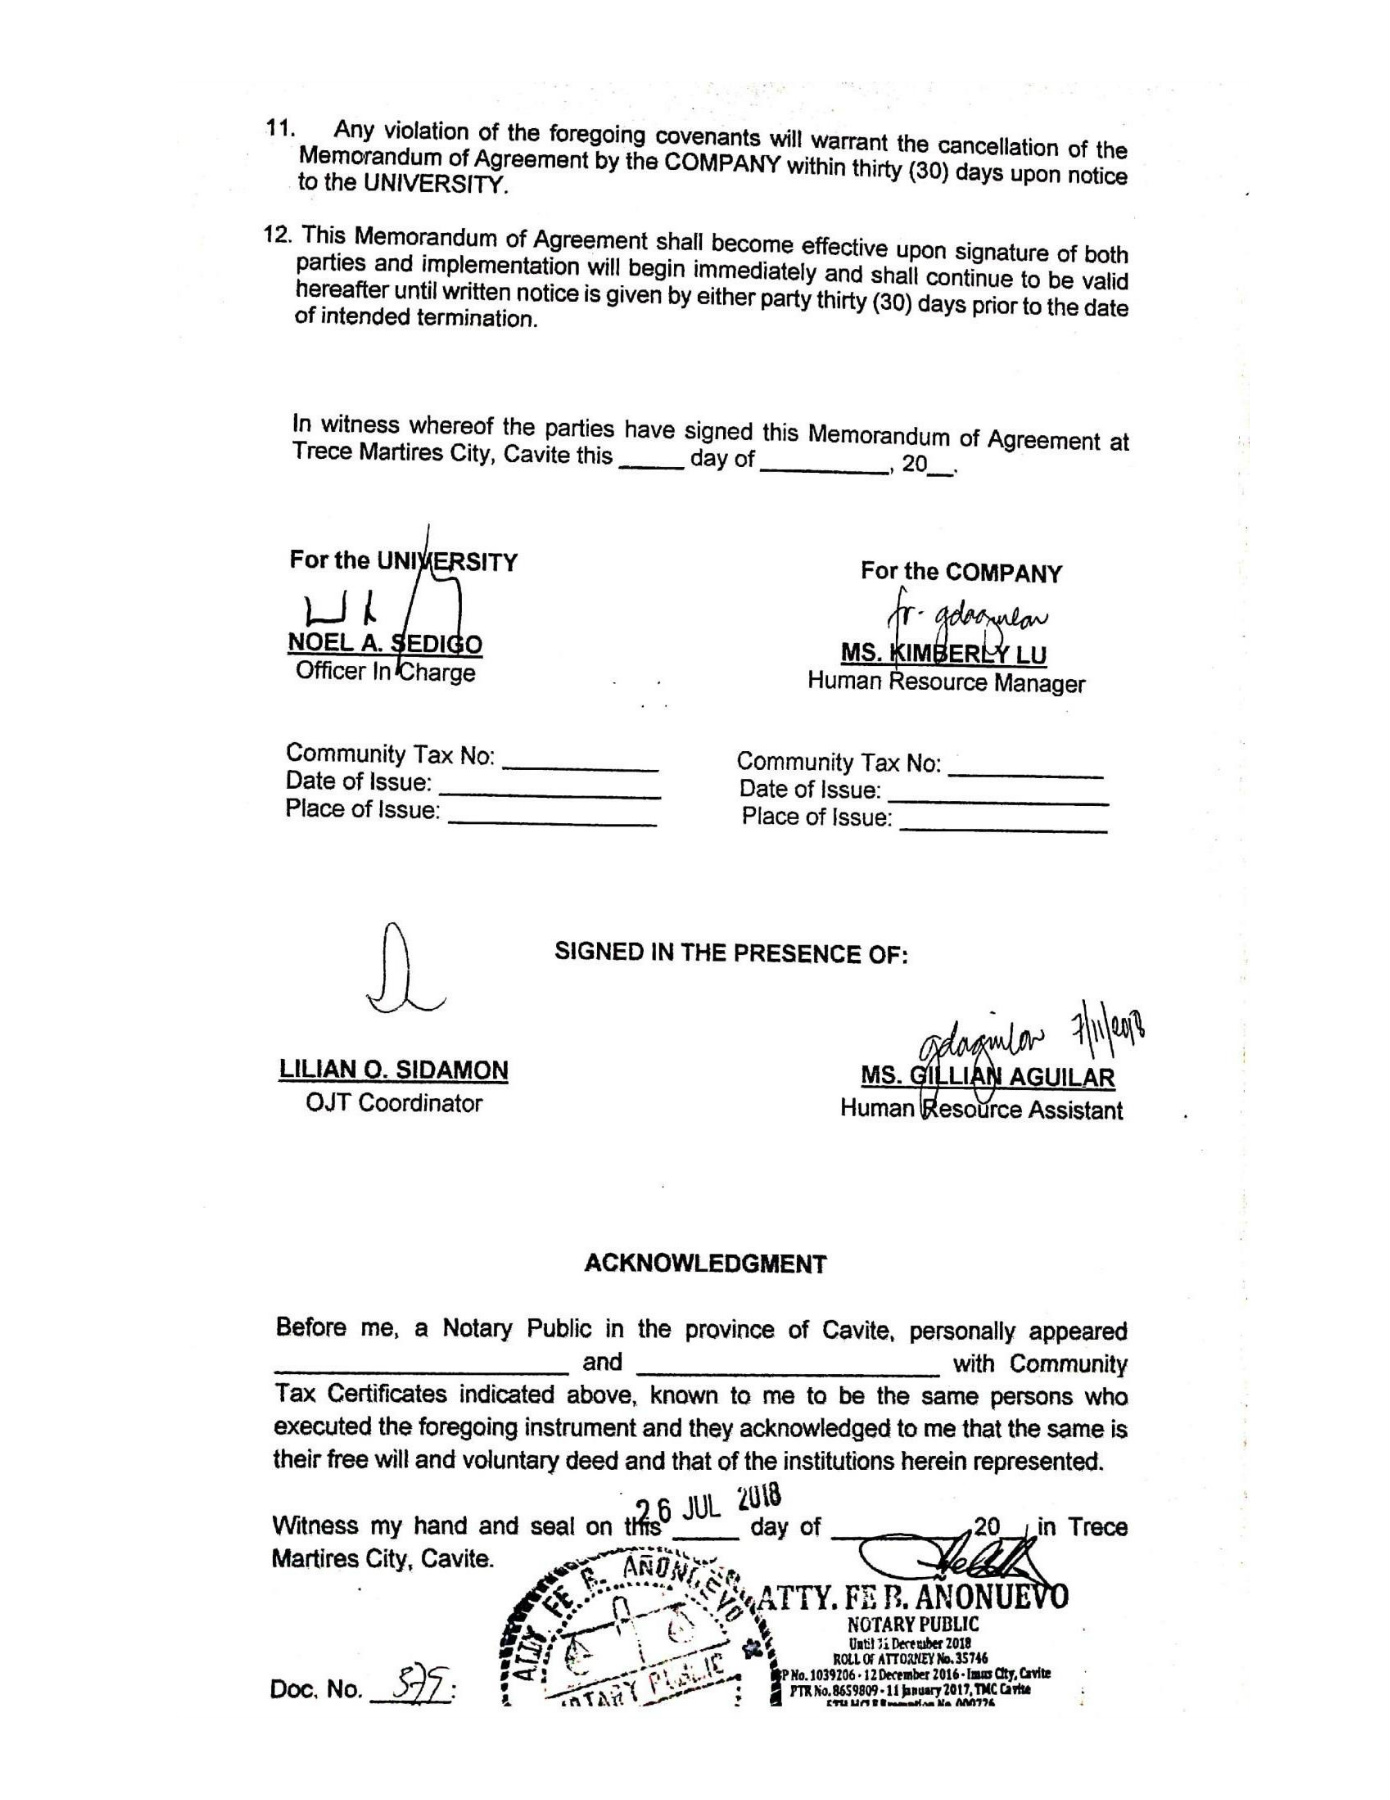 11. Any violation of the foregoing covenants will warrant the cancellation of the
Memorandum of Agreement by the COMPANY within thirty (30) days upon notice
to the UNIVERSITY.
12. This Memorandum of Agreement shall become effective upon signature of both
parties and implementation will begin immediately and shall continue to be valid
hereafter until written notice is given by either party thirty (30) days prior to the date
of intended termination.
In witness whereof the parties have signed this Memorandum of Agreement at
Trece Martires City, Cavite this _____ day of __________, 20__.
For the UNIVERSITY
NOEL A. SEDIGO
Officer In Charge
For the COMPANY
fr- gdaguilar
MS. KIMBERLY LU
Human Resource Manager
Community Tax No: ____________
Date of Issue: ____________
Place of Issue: ____________
Community Tax No: ____________
Date of Issue: ____________
Place of Issue: ____________
SIGNED IN THE PRESENCE OF:
LILIAN O. SIDAMON
OJT Coordinator
gdaguilar 7/11/2018
MS. GILLIAN AGUILAR
Human Resource Assistant
ACKNOWLEDGMENT
Before me, a Notary Public in the province of Cavite, personally appeared
____________ and ____________ with Community
Tax Certificates indicated above, known to me to be the same persons who
executed the foregoing instrument and they acknowledged to me that the same is
their free will and voluntary deed and that of the institutions herein represented.
26 JUL 2018
Witness my hand and seal on this _____ day of __________, 20__, in Trece
Martires City, Cavite.
ATTY. FE R. AÑONUEVO
NOTARY PUBLIC
ATTY. FE R. AÑONUEVO
NOTARY PUBLIC
Until 31 December 2018
ROLL OF ATTORNEY No. 35746
P No. 1039206 - 12 December 2016 - Imus City, Cavite
PTR No. 8659809 - 11 January 2017, TMC Cavite
Doc. No. 375: